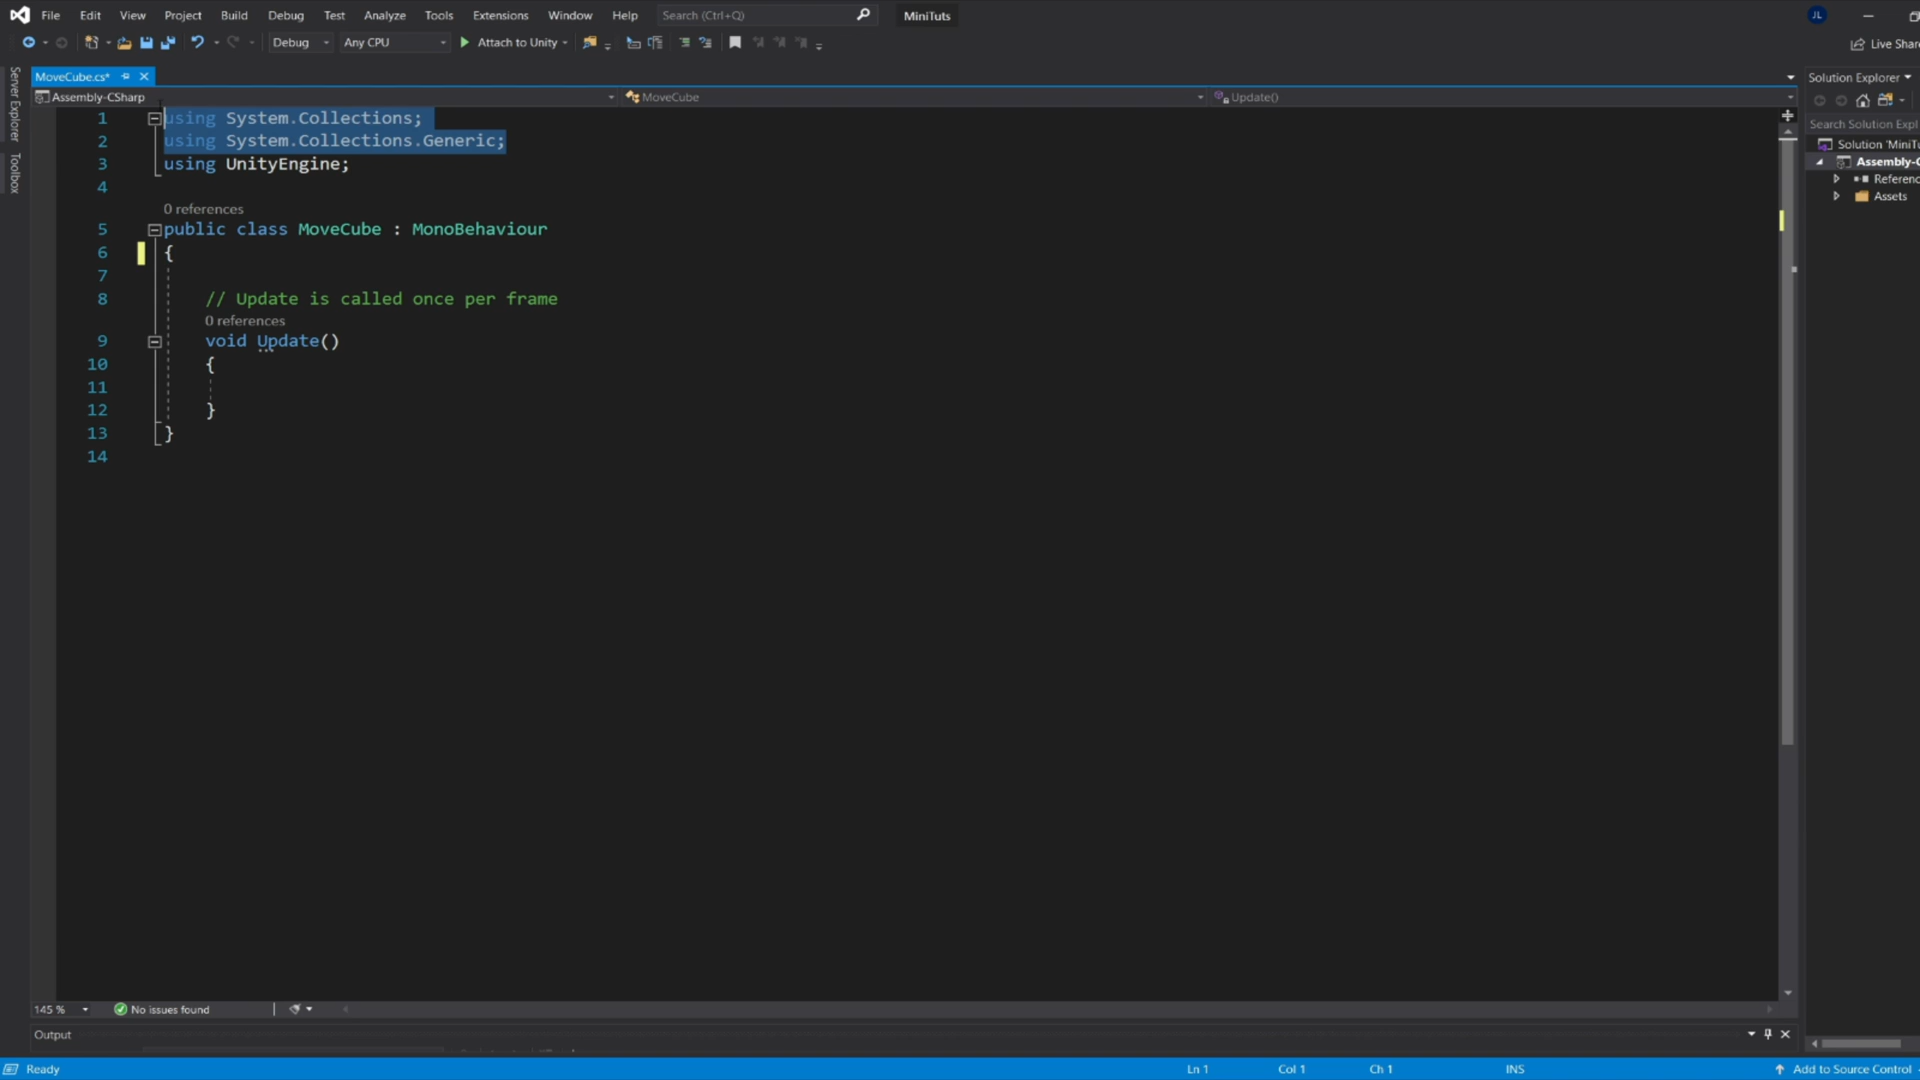 File Edit View Project Build Debug Test Analyze Tools Extensions Window Help Search (Ctrl+Q) MiniTuts JL
Debug Any CPU Attach to Unity Live Share
MoveCube.cs* Solution Explorer
Assembly-CSharp MoveCube Update()
Server Explorer
Toolbox
Search Solution Expl
Solution 'MiniTu
Assembly-C
Referenc
Assets
1 using System.Collections;
2 using System.Collections.Generic;
3 using UnityEngine;
4
0 references
5 public class MoveCube : MonoBehaviour
6 {
7
8 // Update is called once per frame
0 references
9 void Update()
10 {
11
12 }
13 }
14
145 % No issues found
Output
Ready Ln 1 Col 1 Ch 1 INS Add to Source Control